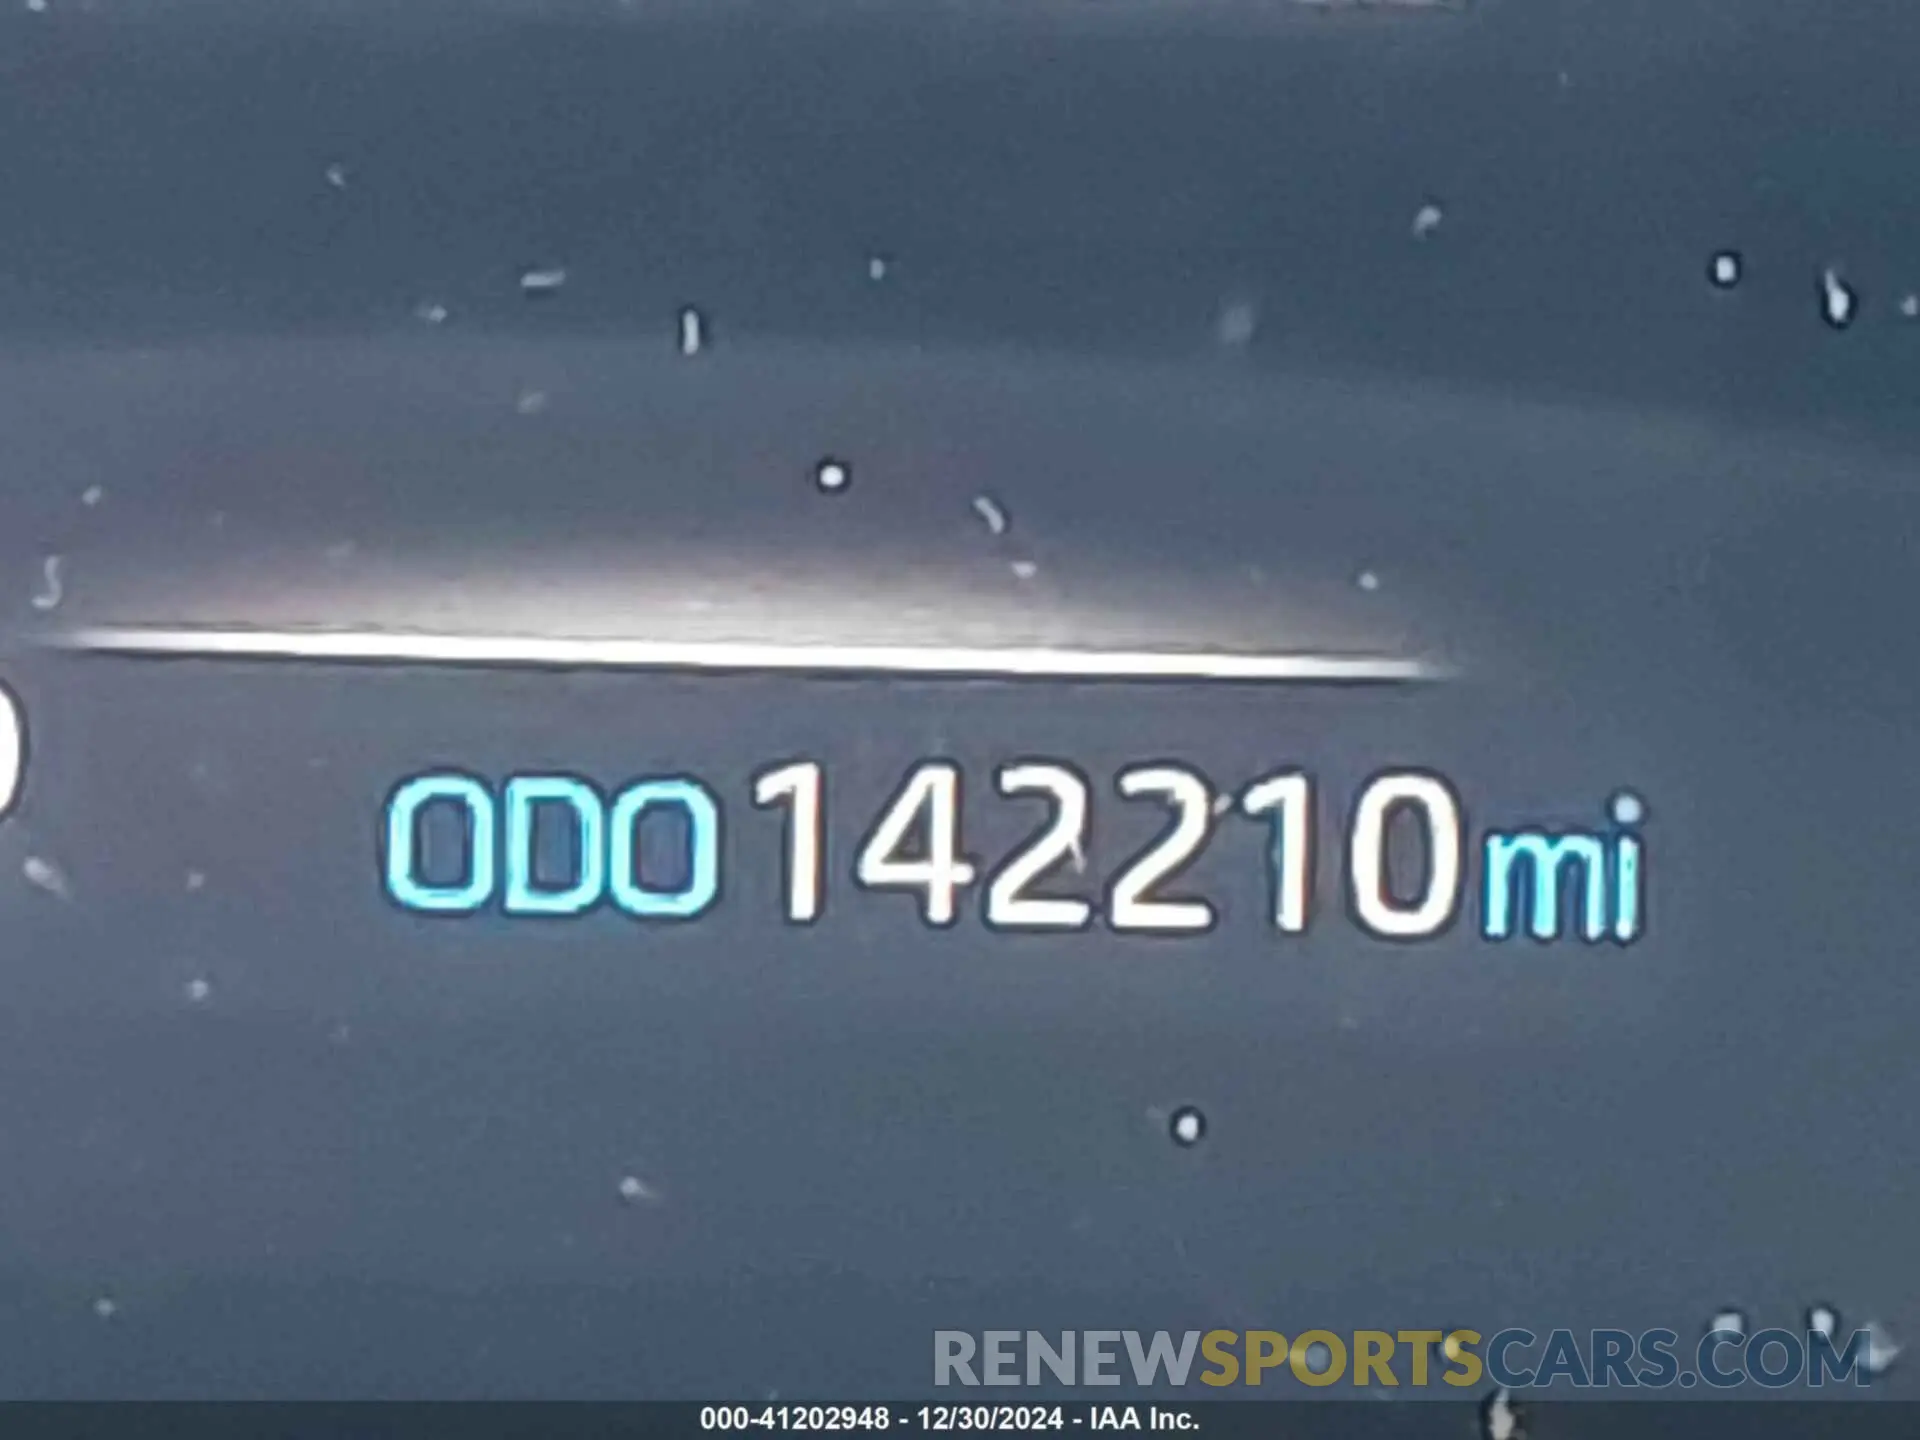 ODO 142210 mi
RENEWSPORTSCARS.COM
000-41202948 - 12/30/2024 - IAA Inc.